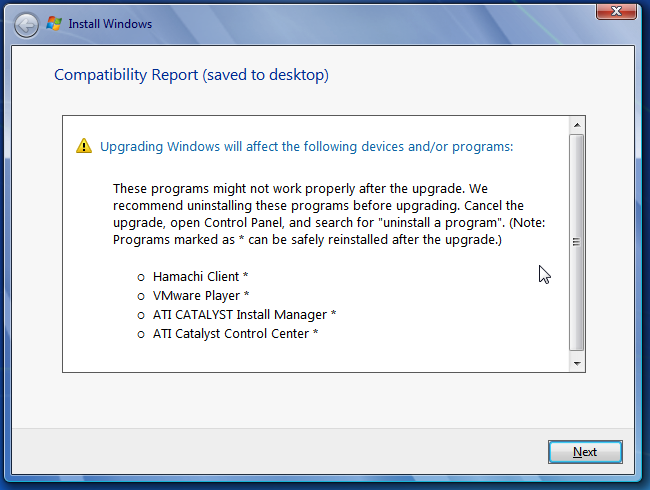 Install Windows
Compatibility Report (saved to desktop)
Upgrading Windows will affect the following devices and/or programs:
These programs might not work properly after the upgrade. We
recommend uninstalling these programs before upgrading. Cancel the
upgrade, open Control Panel, and search for "uninstall a program". (Note:
Programs marked as * can be safely reinstalled after the upgrade.)
o Hamachi Client *
o VMware Player *
o ATI CATALYST Install Manager *
o ATI Catalyst Control Center *
Next